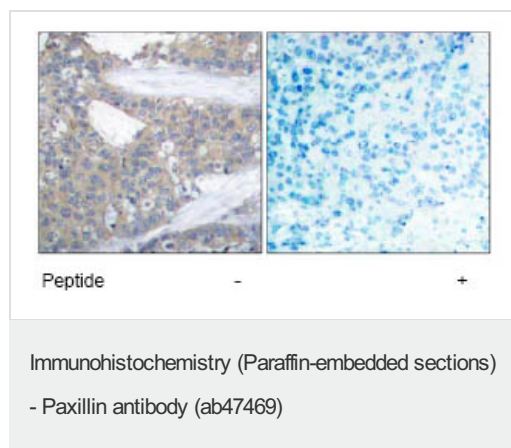 Peptide - +
Immunohistochemistry (Paraffin-embedded sections)
- Paxillin antibody (ab47469)